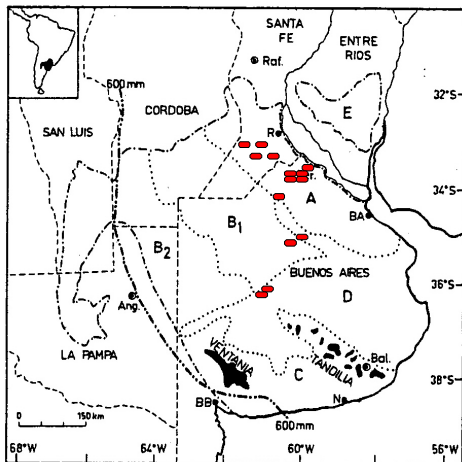 SANTA
FE
ENTRE
RIOS
Raf.
600mm
CORDOBA
32°S
E
SAN LUIS
R
A
34°S
B1
BA
B2
BUENOS AIRES
36°S
D
Ang.
LA PAMPA
VENTANIA
TANDILIA
Bal.
C
38°S
0 150 km
BB
N
600mm
68°W 64°W 60°W 56°W